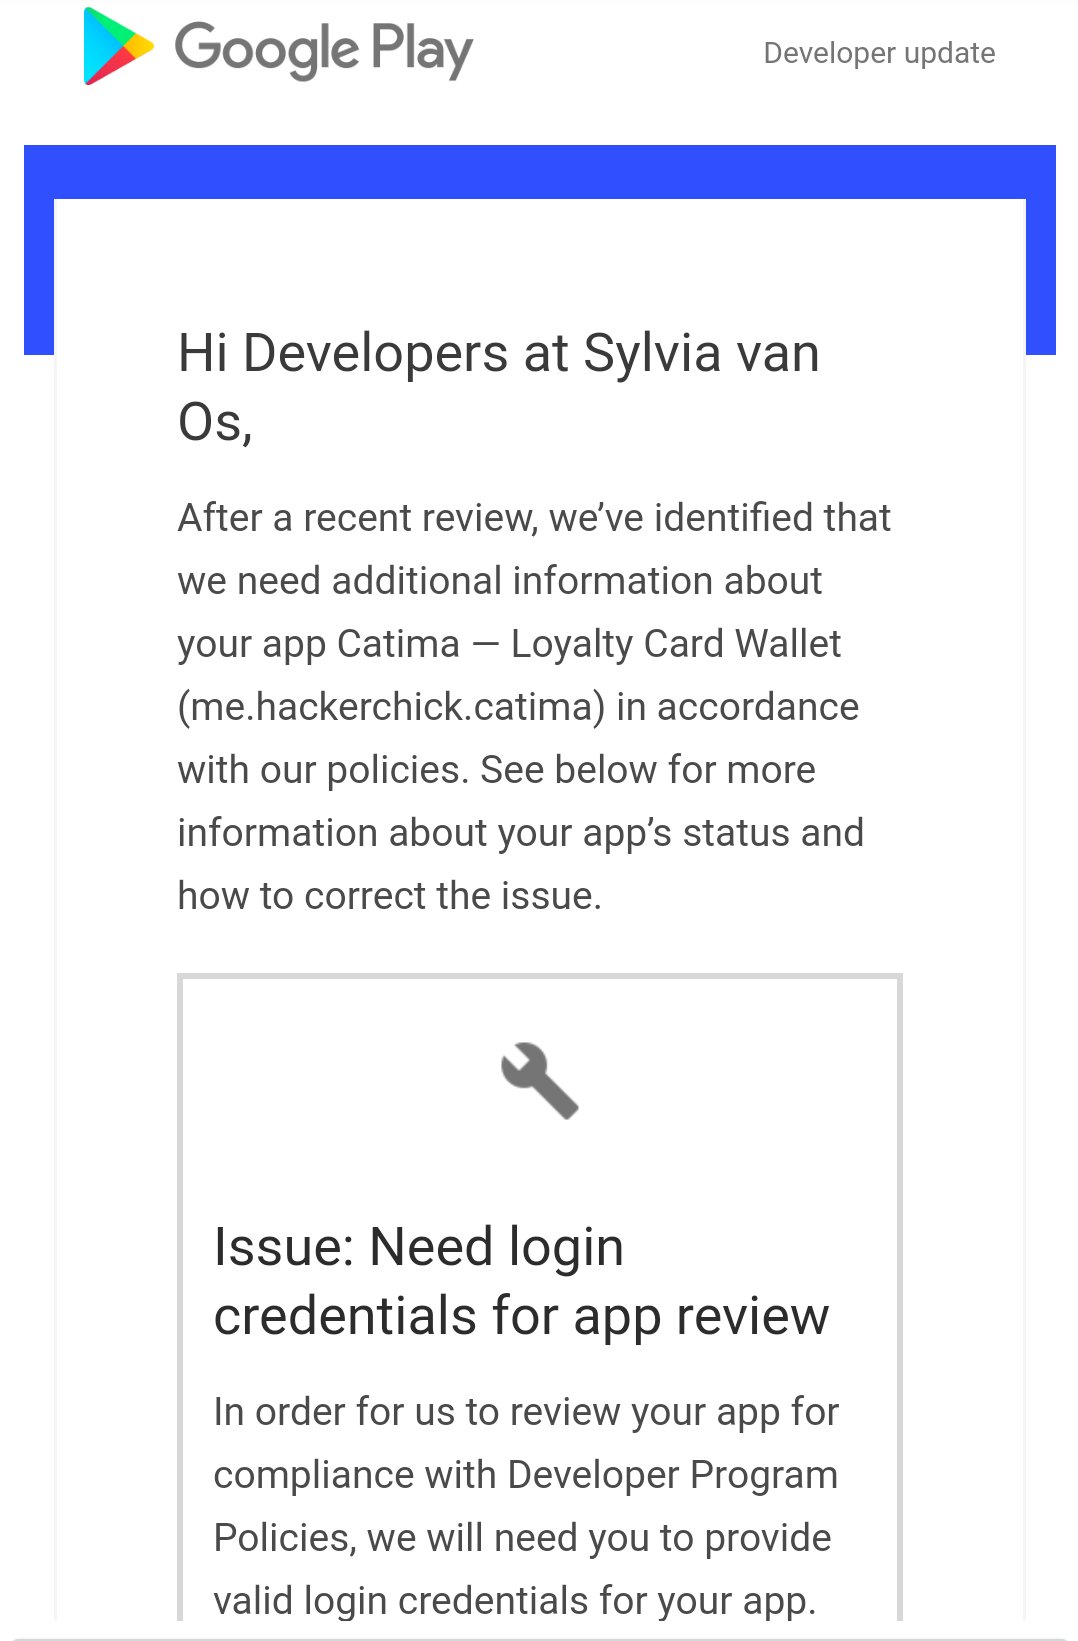 Google Play
Developer update
Hi Developers at Sylvia van
Os,
After a recent review, we’ve identified that
we need additional information about
your app Catima — Loyalty Card Wallet
(me.hackerchick.catima) in accordance
with our policies. See below for more
information about your app’s status and
how to correct the issue.
Issue: Need login
credentials for app review
In order for us to review your app for
compliance with Developer Program
Policies, we will need you to provide
valid login credentials for your app.